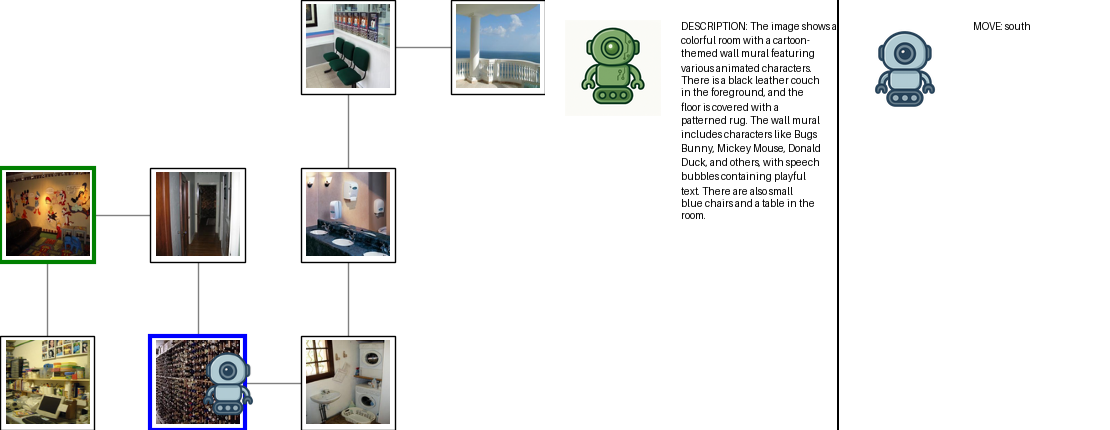 DESCRIPTION: The image shows a
colorful room with a cartoon-
themed wall mural featuring
various animated characters.
There is a black leather couch
in the foreground, and the
floor is covered with a
patterned rug. The wall mural
includes characters like Bugs
Bunny, Mickey Mouse, Donald
Duck, and others, with speech
bubbles containing playful
text. There are also small
blue chairs and a table in the
room.
MOVE: south